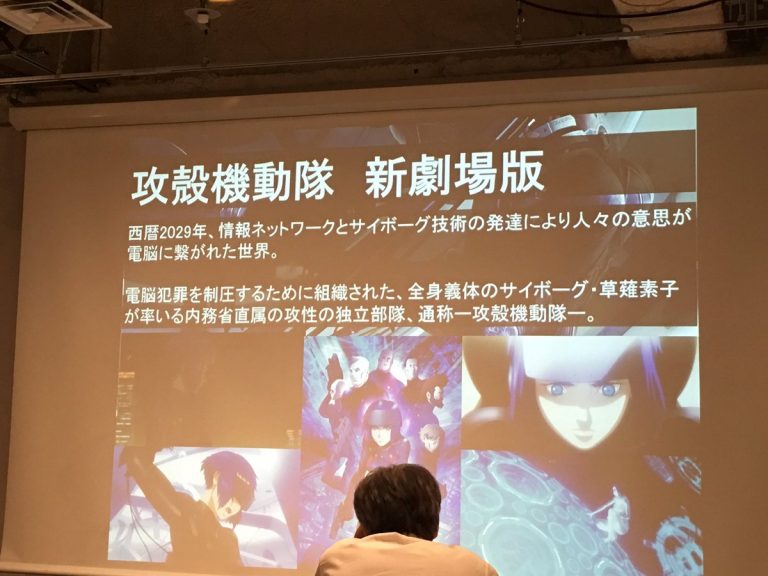 攻殻機動隊　新劇場版
西暦2029年、情報ネットワークとサイボーグ技術の発達により人々の意思が
電脳に繋がれた世界。
電脳犯罪を制圧するために組織された、全身義体のサイボーグ・草薙素子
が率いる内務省直属の攻性の独立部隊、通称―攻殻機動隊―。